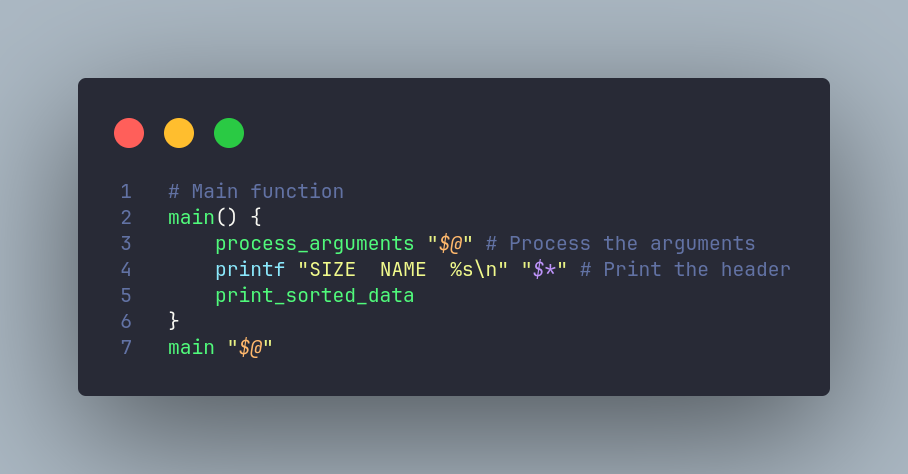 1 # Main function
2 main() {
3     process_arguments "$@" # Process the arguments
4     printf "SIZE  NAME  %s\n" "$*" # Print the header
5     print_sorted_data
6 }
7 main "$@"